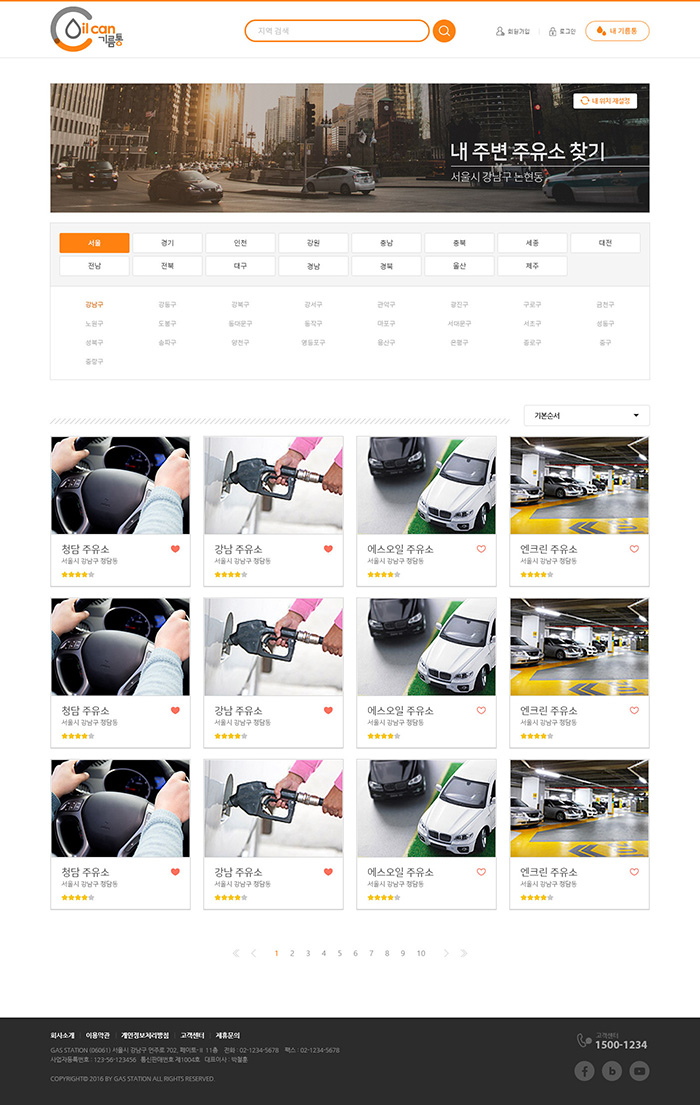 Oil can 기름통
지역 검색
회원가입 로그인 내 기름통
내 위치 재설정
내 주변 주유소 찾기
서울시 강남구 논현동
서울 경기 인천 강원 충남 충북 세종 대전
전남 전북 대구 경남 경북 울산 제주
강남구 강동구 강북구 강서구 관악구 광진구 구로구 금천구
노원구 도봉구 동대문구 동작구 마포구 서대문구 서초구 성동구
성북구 송파구 양천구 영등포구 용산구 은평구 종로구 중구
중랑구
기본순서
청담 주유소 강남 주유소 에스오일 주유소 엔크린 주유소
서울시 강남구 청담동 서울시 강남구 청담동 서울시 강남구 청담동 서울시 강남구 청담동
청담 주유소 강남 주유소 에스오일 주유소 엔크린 주유소
서울시 강남구 청담동 서울시 강남구 청담동 서울시 강남구 청담동 서울시 강남구 청담동
청담 주유소 강남 주유소 에스오일 주유소 엔크린 주유소
서울시 강남구 청담동 서울시 강남구 청담동 서울시 강남구 청담동 서울시 강남구 청담동
1 2 3 4 5 6 7 8 9 10
회사소개 이용약관 개인정보처리방침 고객센터 제휴문의
GAS STATION (06061) 서울시 강남구 언주로 702, 페이토-II 11층 전화 : 02-1234-5678 팩스 : 02-1234-5678
사업자등록번호 : 123-56-123456 통신판매번호 제1004호 대표이사 : 박철훈
COPYRIGHT© 2016 BY GAS STATION ALL RIGHTS RESERVED.
고객센터
1500-1234